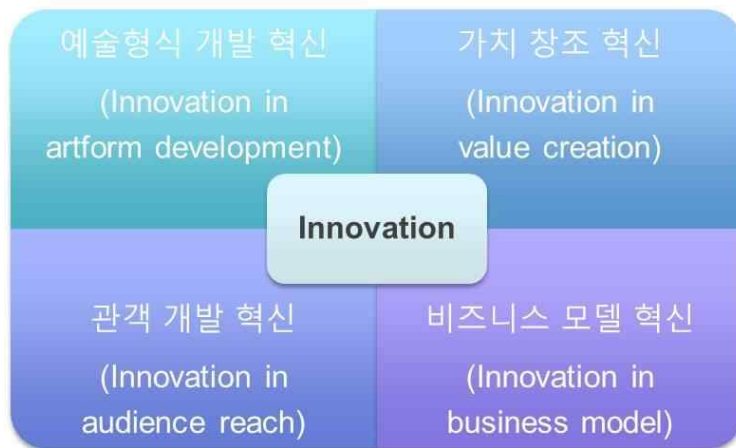 예술형식 개발 혁신
(Innovation in
artform development)
가치 창조 혁신
(Innovation in
value creation)
Innovation
관객 개발 혁신
(Innovation in
audience reach)
비즈니스 모델 혁신
(Innovation in
business model)